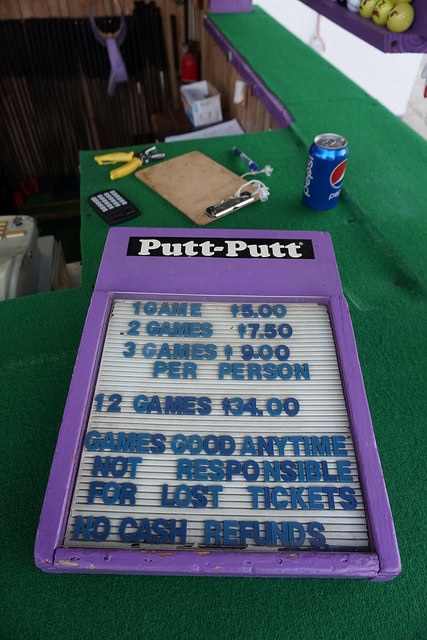 pepsi
Putt-Putt
1 GAME $5.00
2 GAMES $7.50
3 GAMES $ 9.00
PER PERSON
12 GAMES $34.00
GAMES GOOD ANYTIME
NOT RESPONSIBLE
FOR LOST TICKETS
NO CASH REFUNDS